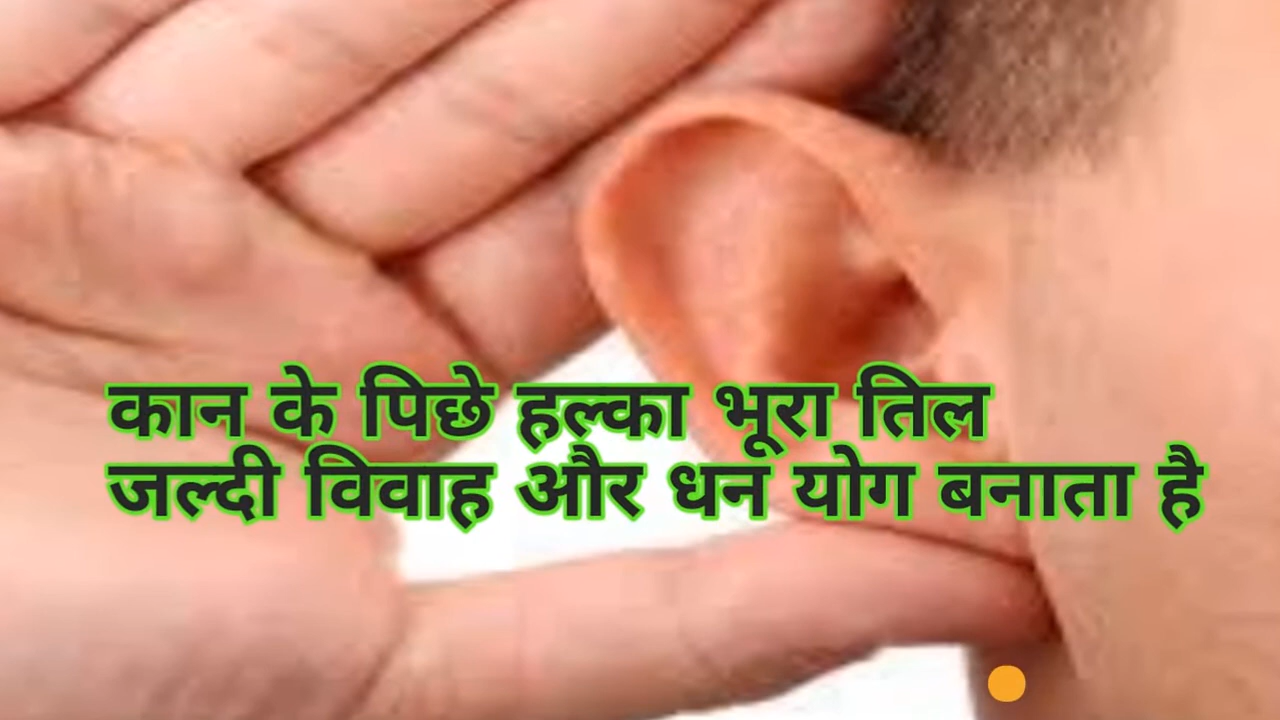 कान के पिछे हल्का भूरा तिल
जल्दी विवाह और धन योग बनाता है